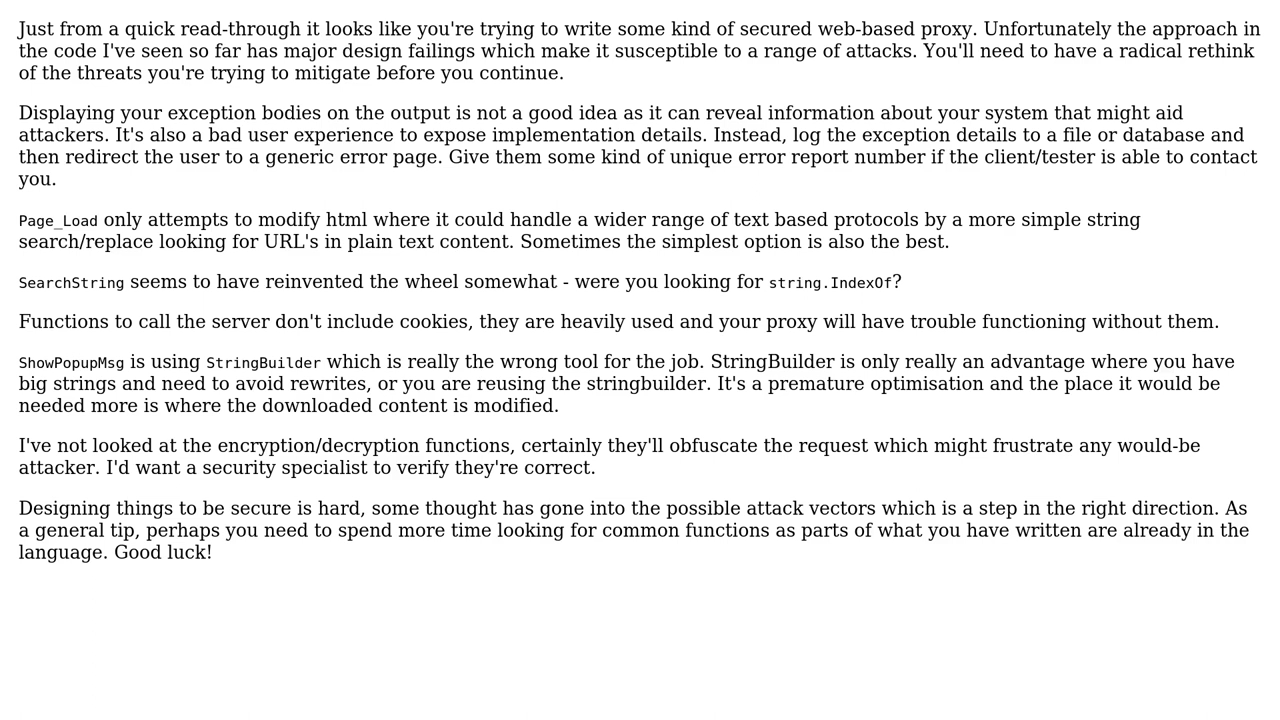 Just from a quick read-through it looks like you're trying to write some kind of secured web-based proxy. Unfortunately the approach in
the code I've seen so far has major design failings which make it susceptible to a range of attacks. You'll need to have a radical rethink
of the threats you're trying to mitigate before you continue.
Displaying your exception bodies on the output is not a good idea as it can reveal information about your system that might aid
attackers. It's also a bad user experience to expose implementation details. Instead, log the exception details to a file or database and
then redirect the user to a generic error page. Give them some kind of unique error report number if the client/tester is able to contact
you.
Page_Load only attempts to modify html where it could handle a wider range of text based protocols by a more simple string
search/replace looking for URL's in plain text content. Sometimes the simplest option is also the best.
SearchString seems to have reinvented the wheel somewhat - were you looking for string.IndexOf?
Functions to call the server don't include cookies, they are heavily used and your proxy will have trouble functioning without them.
ShowPopupMsg is using StringBuilder which is really the wrong tool for the job. StringBuilder is only really an advantage where you have
big strings and need to avoid rewrites, or you are reusing the stringbuilder. It's a premature optimisation and the place it would be
needed more is where the downloaded content is modified.
I've not looked at the encryption/decryption functions, certainly they'll obfuscate the request which might frustrate any would-be
attacker. I'd want a security specialist to verify they're correct.
Designing things to be secure is hard, some thought has gone into the possible attack vectors which is a step in the right direction. As
a general tip, perhaps you need to spend more time looking for common functions as parts of what you have written are already in the
language. Good luck!